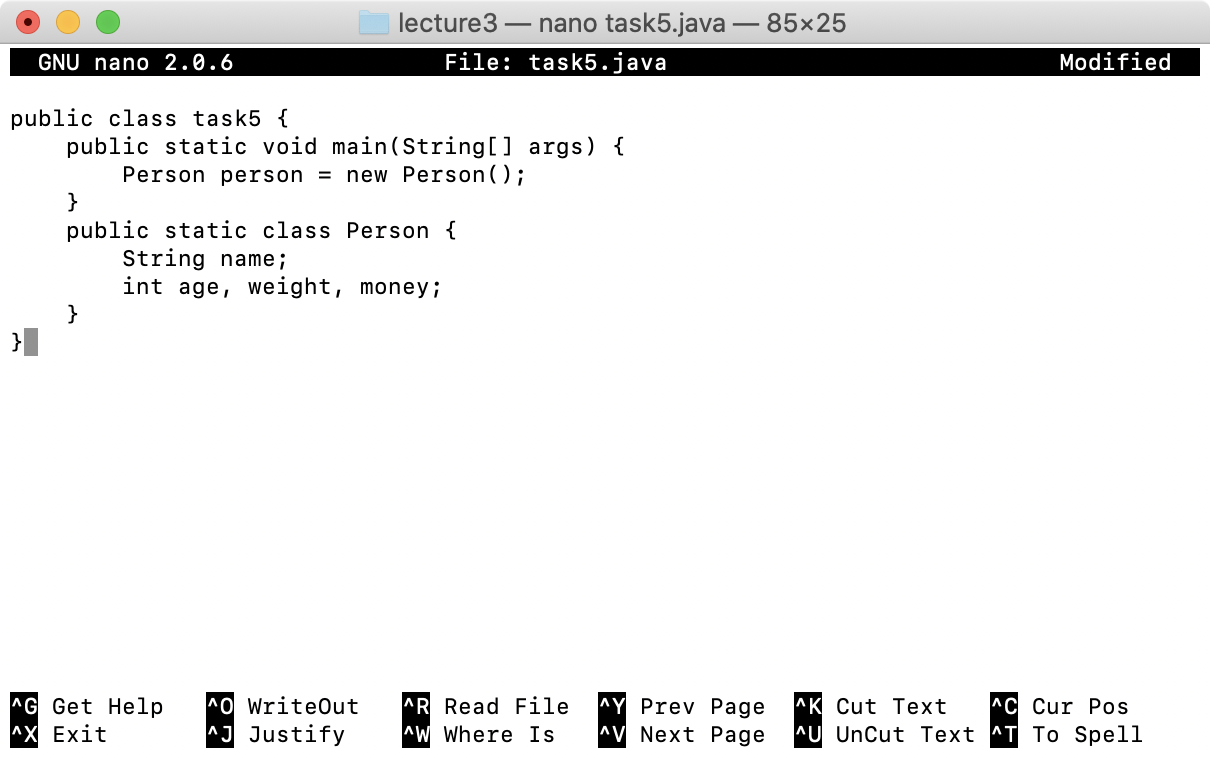 lecture3 — nano task5.java — 85×25
GNU nano 2.0.6 File: task5.java Modified
public class task5 {
    public static void main(String[] args) {
        Person person = new Person();
    }
    public static class Person {
        String name;
        int age, weight, money;
    }
}
^G Get Help ^O WriteOut ^R Read File ^Y Prev Page ^K Cut Text ^C Cur Pos
^X Exit ^J Justify ^W Where Is ^V Next Page ^U UnCut Text ^T To Spell